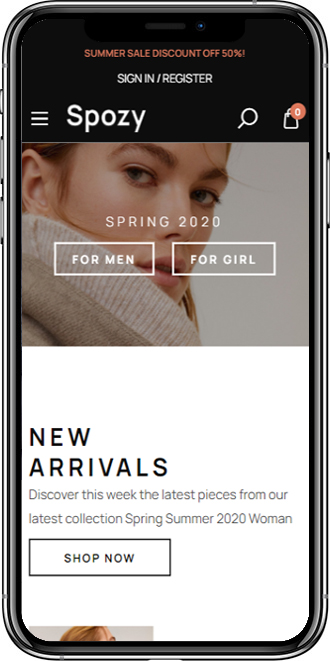 SUMMER SALE DISCOUNT OFF 50%!
SIGN IN / REGISTER
Spozy
0
SPRING 2020
FOR MEN
FOR GIRL
NEW
ARRIVALS
Discover this week the latest pieces from our
latest collection Spring Summer 2020 Woman
SHOP NOW